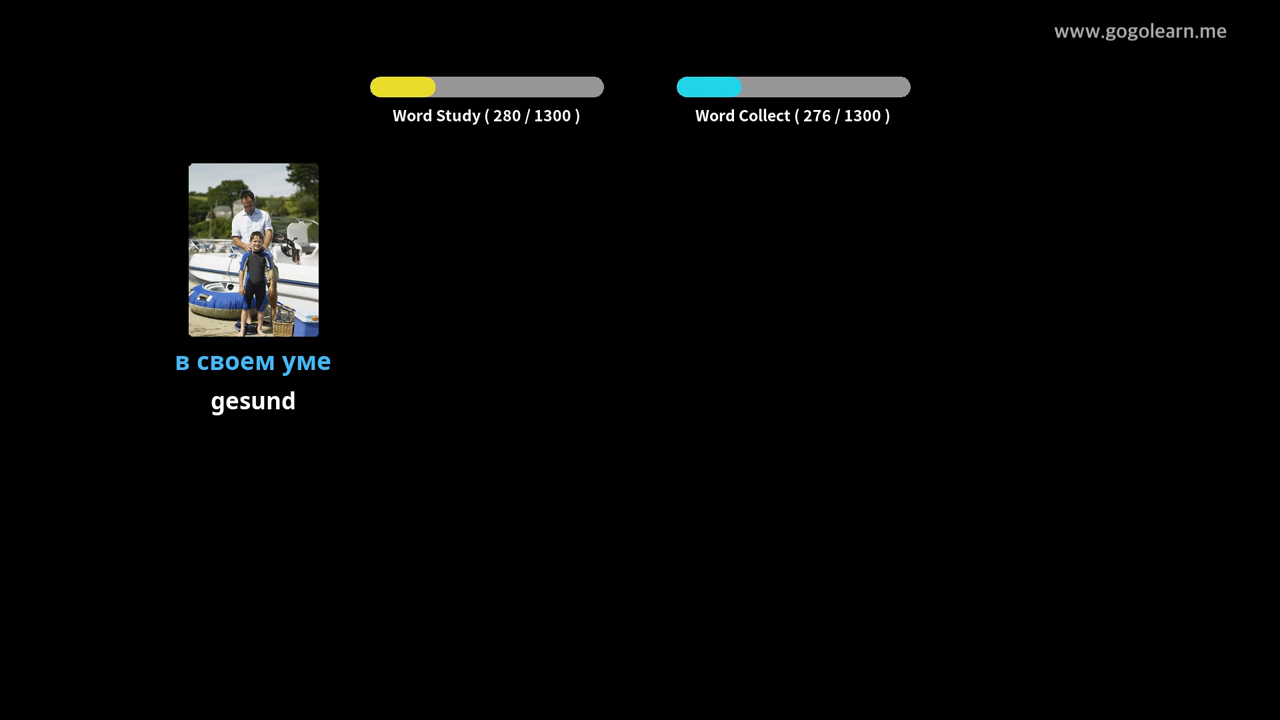 www.gogolearn.me
Word Study ( 280 / 1300 )
Word Collect ( 276 / 1300 )
в своем уме
gesund